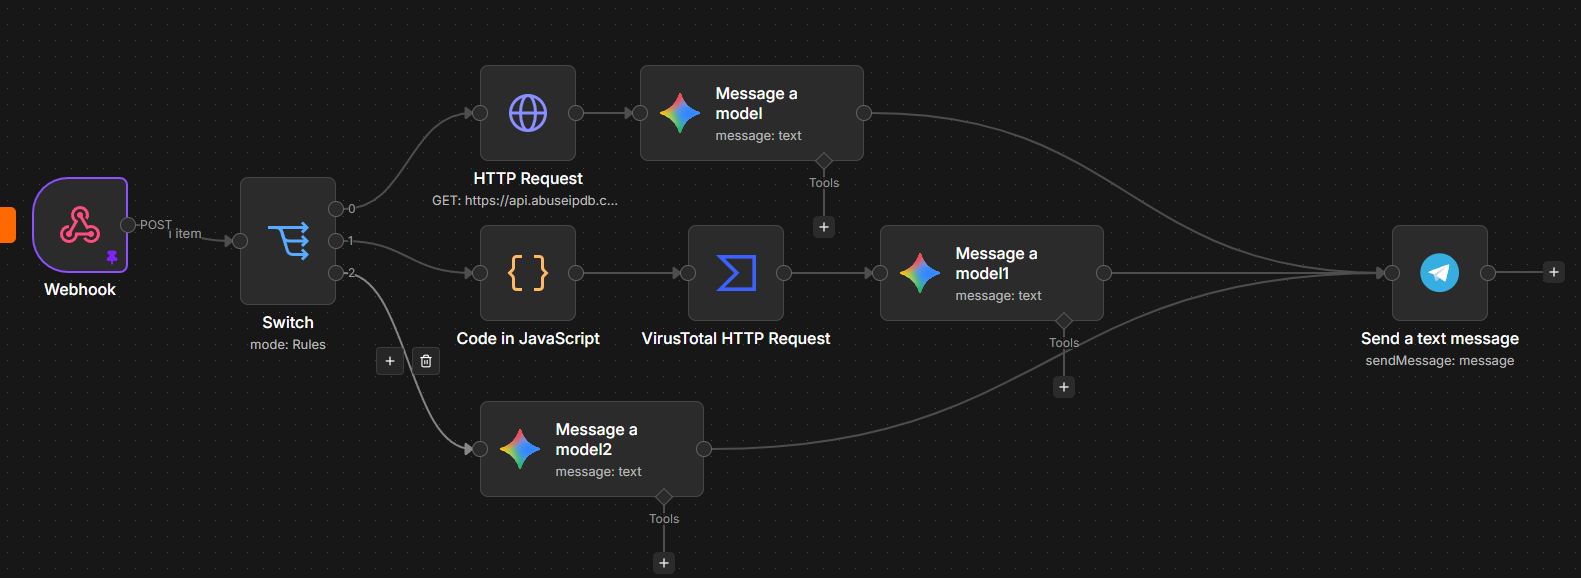 Webhook
POST
1 item
Switch
mode: Rules
0
1
2
HTTP Request
GET: https://api.abuseipdb.c...
Message a
model
message: text
Tools
Code in JavaScript
VirusTotal HTTP Request
Message a
model1
message: text
Tools
Message a
model2
message: text
Tools
Send a text message
sendMessage: message